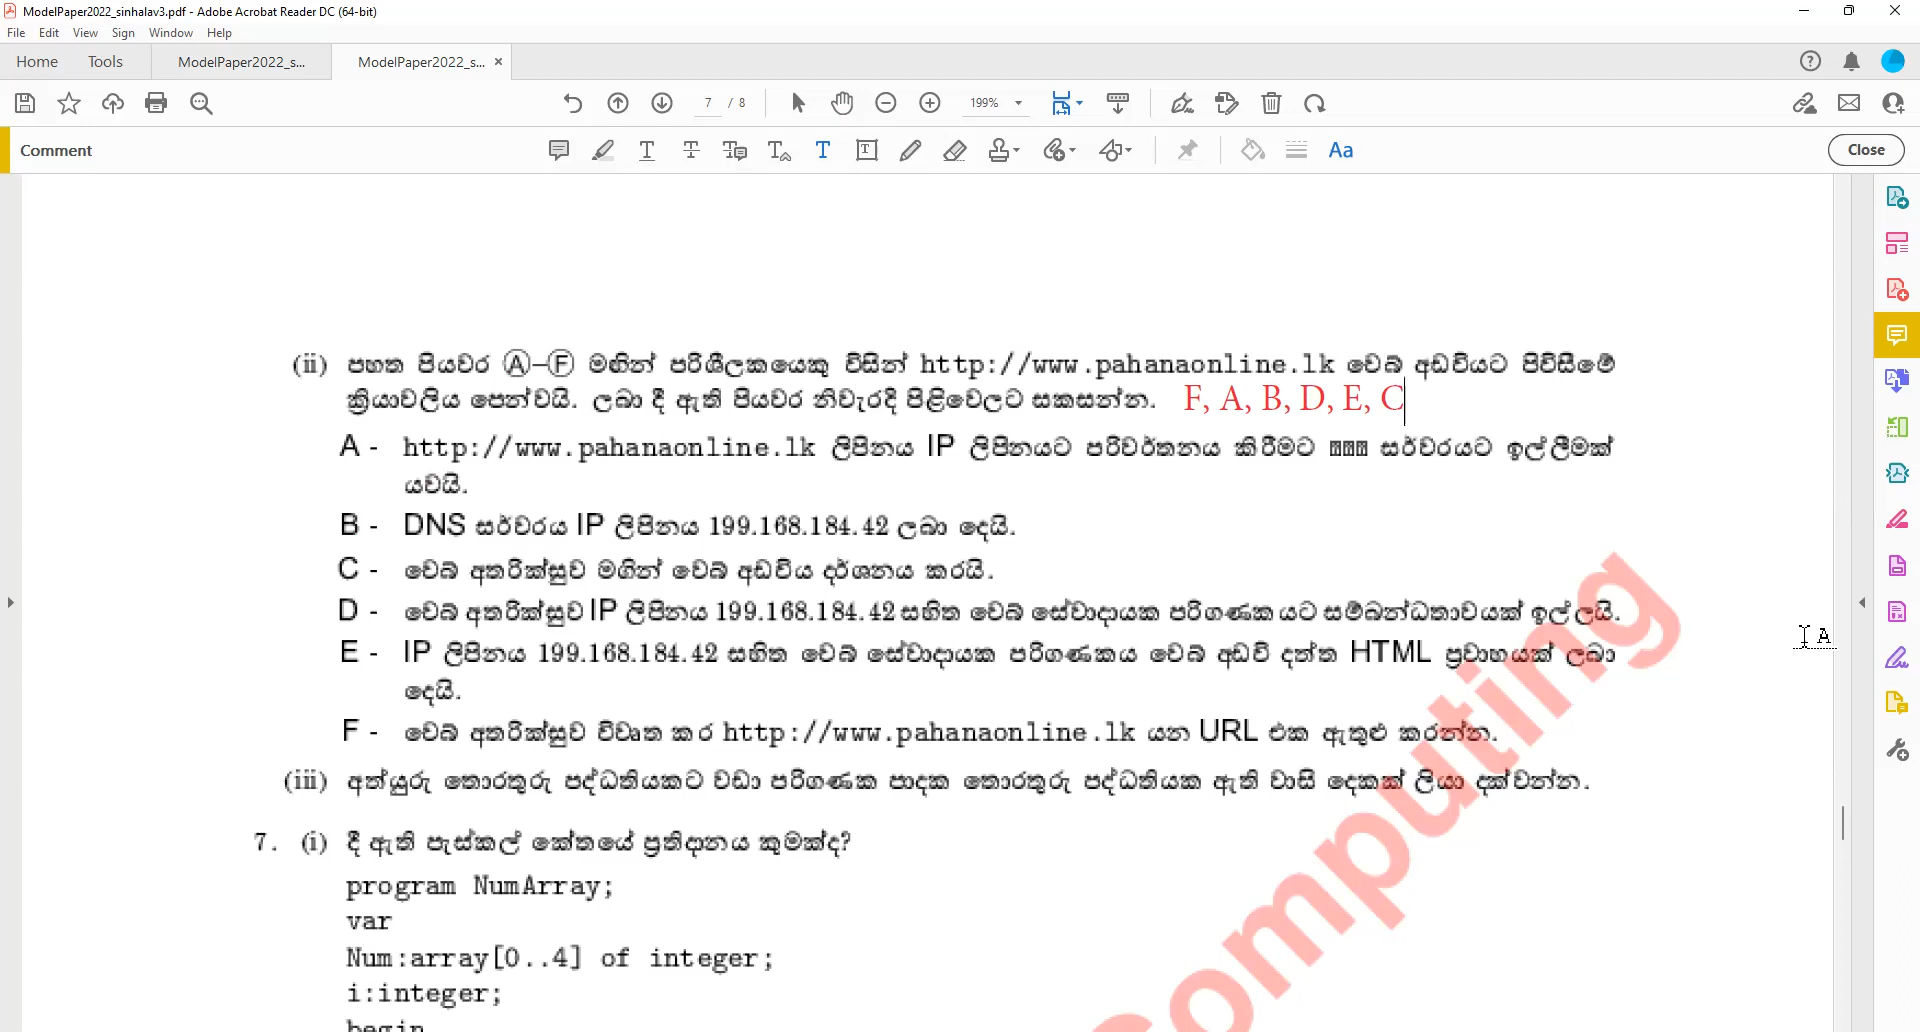 ModelPaper2022_sinhalav3.pdf - Adobe Acrobat Reader DC (64-bit)
File Edit View Sign Window Help
Home Tools ModelPaper2022_s... ModelPaper2022_s... ×
7 / 8 199%
Comment Close
(ii) පහත පියවර Ⓐ–Ⓕ මඟින් පරිශීලකයෙකු විසින් http://www.pahanaonline.lk වෙබ් අඩවියට පිවිසීමේ
ක්‍රියාවලිය පෙන්වයි. ලබා දී ඇති පියවර නිවැරදි පිළිවෙලට සකසන්න. F, A, B, D, E, C
A - http://www.pahanaonline.lk ලිපිනය IP ලිපිනයට පරිවර්තනය කිරීමට සර්වරයට ඉල්ලීමක්
යවයි.
B - DNS සර්වරය IP ලිපිනය 199.168.184.42 ලබා දෙයි.
C - වෙබ් අතරික්සුව මගින් වෙබ් අඩවිය දර්ශනය කරයි.
D - වෙබ් අතරික්සුව IP ලිපිනය 199.168.184.42 සහිත වෙබ් සේවාදායක පරිගණකයට සම්බන්ධතාවයක් ඉල්ලයි.
E - IP ලිපිනය 199.168.184.42 සහිත වෙබ් සේවාදායක පරිගණකය වෙබ් අඩවි දත්ත HTML ප්‍රවාහයක් ලබා
දෙයි.
F - වෙබ් අතරික්සුව විවෘත කර http://www.pahanaonline.lk යන URL එක ඇතුළු කරන්න.
(iii) අත්යුරු තොරතුරු පද්ධතියකට වඩා පරිගණක පාදක තොරතුරු පද්ධතියක ඇති වාසි දෙකක් ලියා දක්වන්න.
7. (i) දී ඇති පැස්කල් කේතයේ ප්‍රතිදානය කුමක්ද?
program NumArray;
var
Num:array[0..4] of integer;
i:integer;
begin
Computing